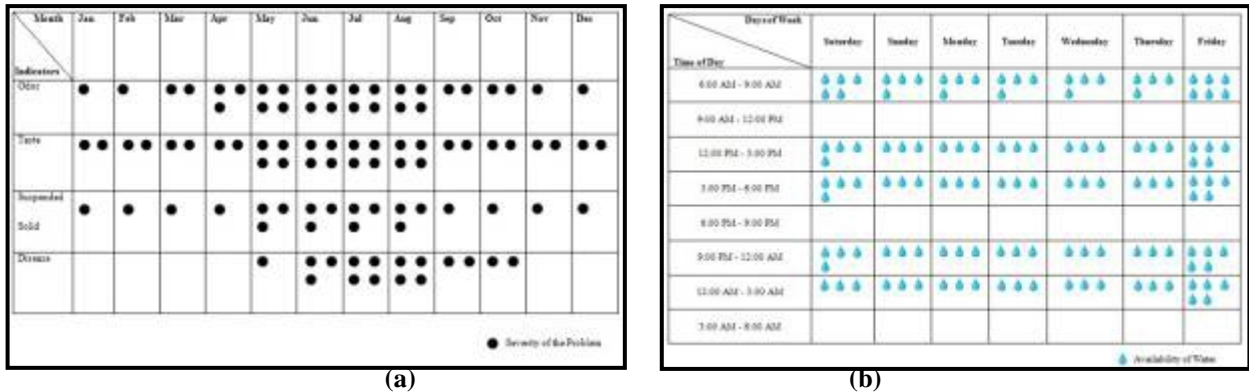 Month Jan Feb Mar Apr May Jun Jul Aug Sep Oct Nov Dec
Indicators
Odor
Taste
Suspended
Solid
Disease
Severity of the Problem
(a)
Days of Week
Saturday Sunday Monday Tuesday Wednesday Thursday Friday
Time of Day
6:00 AM - 9:00 AM
9:00 AM - 12:00 PM
12:00 PM - 3:00 PM
3:00 PM - 6:00 PM
6:00 PM - 9:00 PM
9:00 PM - 12:00 AM
12:00 AM - 3:00 AM
3:00 AM - 6:00 AM
Availability of Water
(b)